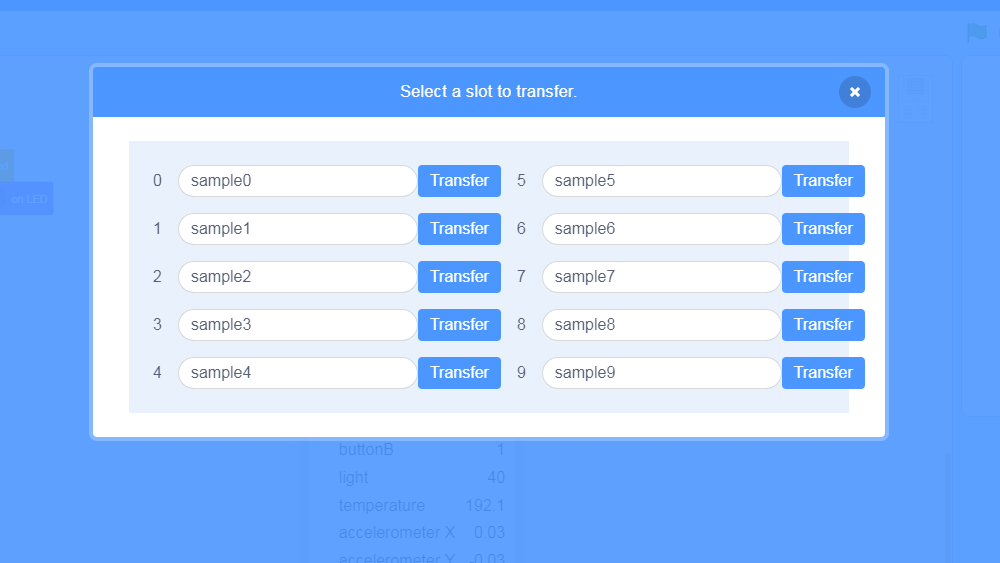 Select a slot to transfer.
0 sample0 Transfer 5 sample5 Transfer
1 sample1 Transfer 6 sample6 Transfer
2 sample2 Transfer 7 sample7 Transfer
3 sample3 Transfer 8 sample8 Transfer
4 sample4 Transfer 9 sample9 Transfer
on LED
buttonB 1
light 40
temperature 192.1
accelerometer X 0.03
accelerometer Y -0.03